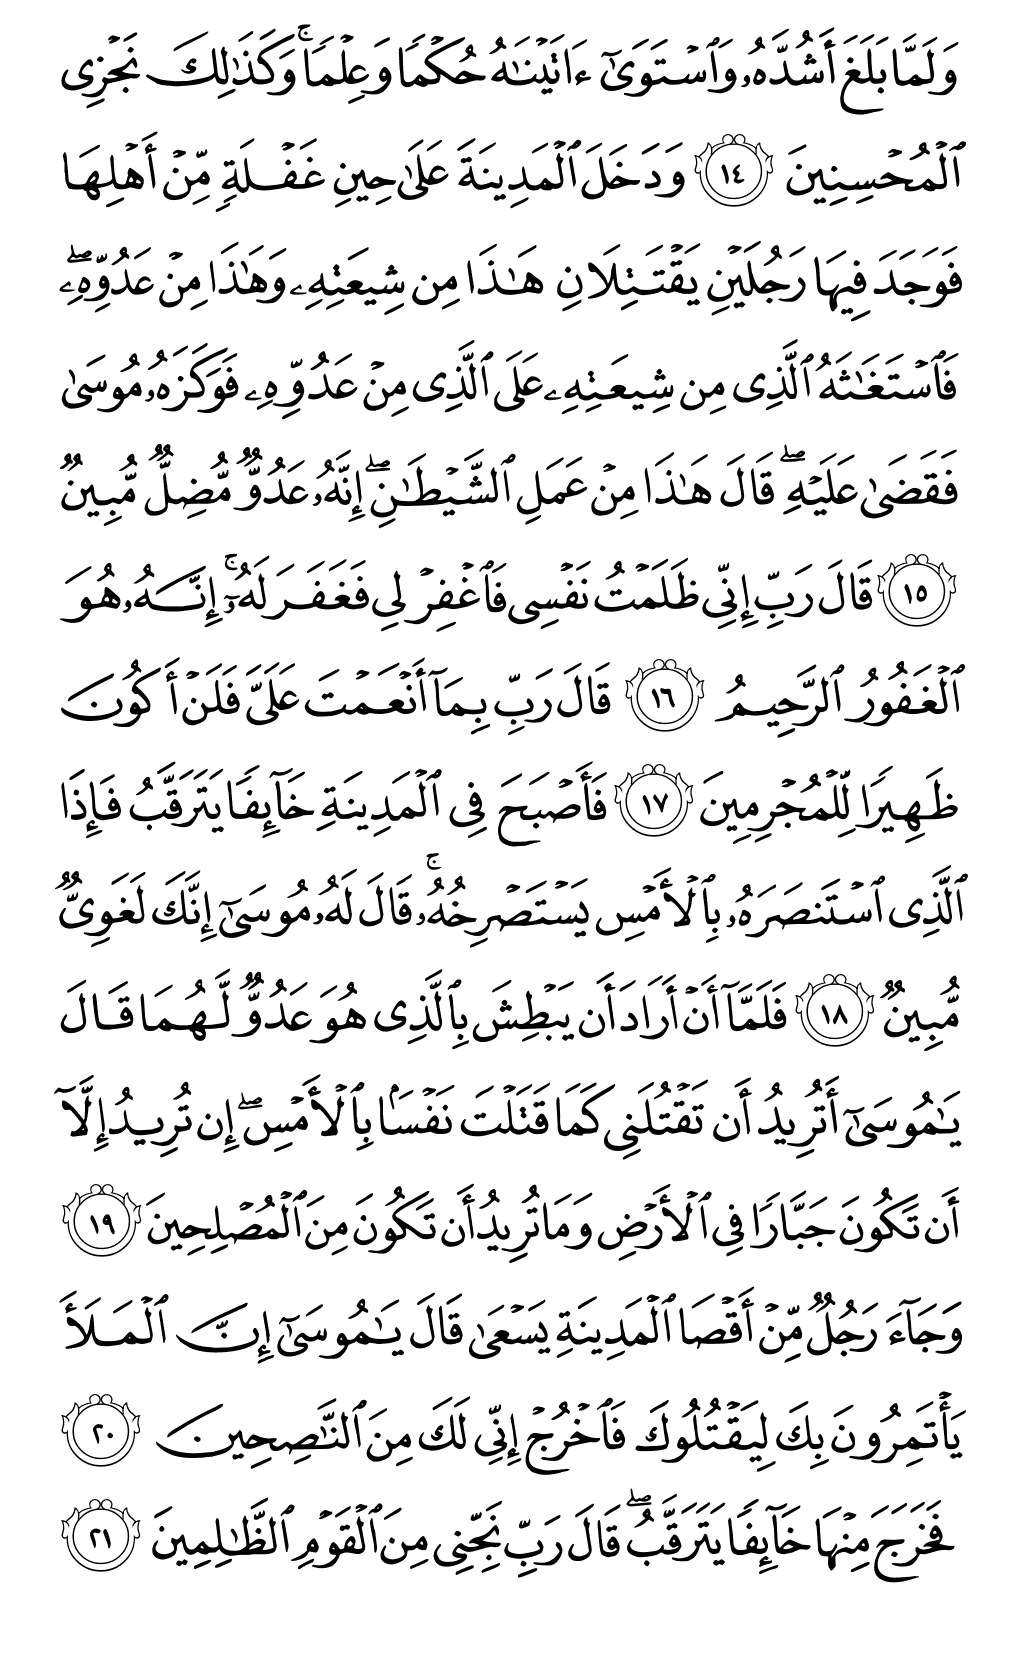 وَلَمَّا بَلَغَ أَشُدَّهُۥ وَٱسْتَوَىٰٓ ءَاتَيْنَٰهُ حُكْمًا وَعِلْمًا ۚ وَكَذَٰلِكَ نَجْزِى
ٱلْمُحْسِنِينَ ١٤ وَدَخَلَ ٱلْمَدِينَةَ عَلَىٰ حِينِ غَفْلَةٍ مِّنْ أَهْلِهَا
فَوَجَدَ فِيهَا رَجُلَيْنِ يَقْتَتِلَانِ هَٰذَا مِن شِيعَتِهِۦ وَهَٰذَا مِنْ عَدُوِّهِۦ ۖ
فَٱسْتَغَٰثَهُ ٱلَّذِى مِن شِيعَتِهِۦ عَلَى ٱلَّذِى مِنْ عَدُوِّهِۦ فَوَكَزَهُۥ مُوسَىٰ
فَقَضَىٰ عَلَيْهِ ۖ قَالَ هَٰذَا مِنْ عَمَلِ ٱلشَّيْطَٰنِ ۖ إِنَّهُۥ عَدُوٌّ مُّضِلٌّ مُّبِينٌ
١٥ قَالَ رَبِّ إِنِّى ظَلَمْتُ نَفْسِى فَٱغْفِرْ لِى فَغَفَرَ لَهُۥٓ ۚ إِنَّهُۥ هُوَ
ٱلْغَفُورُ ٱلرَّحِيمُ ١٦ قَالَ رَبِّ بِمَآ أَنْعَمْتَ عَلَىَّ فَلَنْ أَكُونَ
ظَهِيرًا لِّلْمُجْرِمِينَ ١٧ فَأَصْبَحَ فِى ٱلْمَدِينَةِ خَآئِفًا يَتَرَقَّبُ فَإِذَا
ٱلَّذِى ٱسْتَنصَرَهُۥ بِٱلْأَمْسِ يَسْتَصْرِخُهُۥ ۚ قَالَ لَهُۥ مُوسَىٰٓ إِنَّكَ لَغَوِىٌّ
مُّبِينٌ ١٨ فَلَمَّآ أَنْ أَرَادَ أَن يَبْطِشَ بِٱلَّذِى هُوَ عَدُوٌّ لَّهُمَا قَالَ
يَٰمُوسَىٰٓ أَتُرِيدُ أَن تَقْتُلَنِى كَمَا قَتَلْتَ نَفْسًۢا بِٱلْأَمْسِ ۖ إِن تُرِيدُ إِلَّآ
أَن تَكُونَ جَبَّارًا فِى ٱلْأَرْضِ وَمَا تُرِيدُ أَن تَكُونَ مِنَ ٱلْمُصْلِحِينَ ١٩
وَجَآءَ رَجُلٌ مِّنْ أَقْصَا ٱلْمَدِينَةِ يَسْعَىٰ قَالَ يَٰمُوسَىٰٓ إِنَّ ٱلْمَلَأَ
يَأْتَمِرُونَ بِكَ لِيَقْتُلُوكَ فَٱخْرُجْ إِنِّى لَكَ مِنَ ٱلنَّٰصِحِينَ ٢٠
فَخَرَجَ مِنْهَا خَآئِفًا يَتَرَقَّبُ ۖ قَالَ رَبِّ نَجِّنِى مِنَ ٱلْقَوْمِ ٱلظَّٰلِمِينَ ٢١